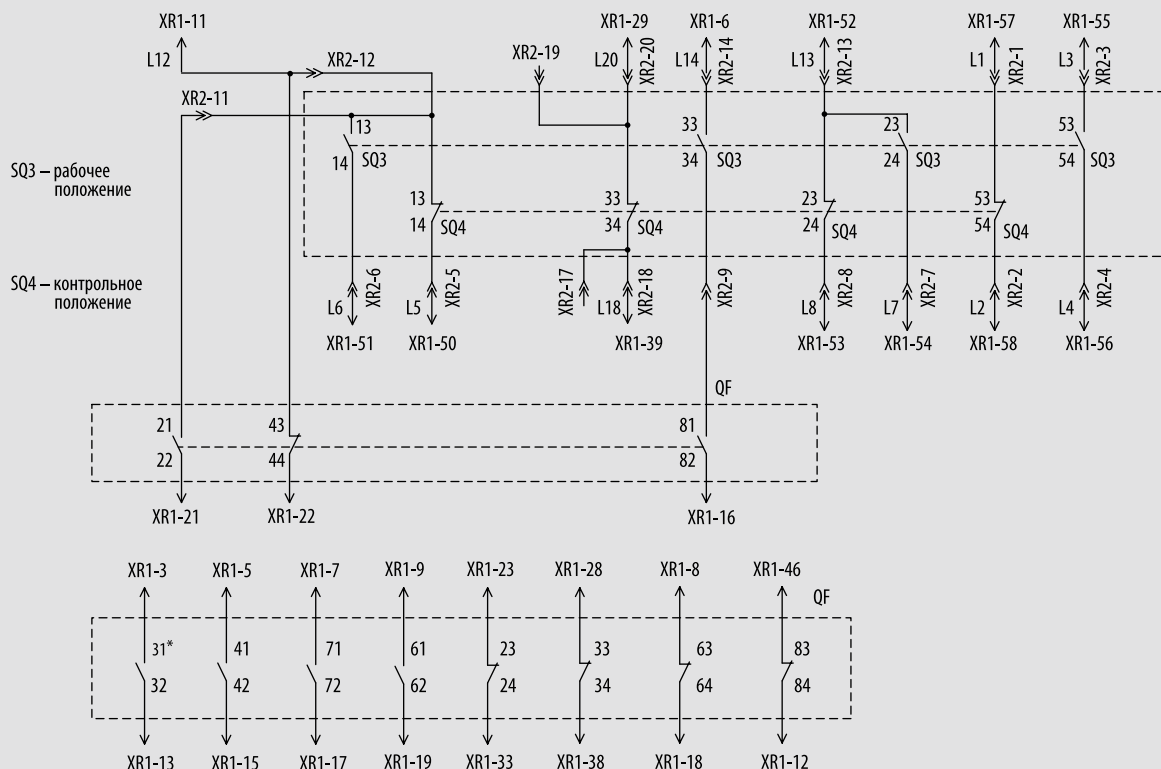 XR1-11
XR1-29
XR1-6
XR1-52
XR1-57
XR1-55
L12
XR2-12
XR2-19
L20
XR2-20
L14
XR2-14
L13
XR2-13
L1
XR2-1
L3
XR2-3
XR2-11
13
14
SQ3
33
34
SQ3
23
24
SQ3
53
54
SQ3
SQ3 – рабочее
положение
13
14
SQ4
33
34
SQ4
23
24
SQ4
53
54
SQ4
SQ4 – контрольное
положение
L6
XR2-6
L5
XR2-5
XR2-17
L18
XR2-18
XR2-9
L8
XR2-8
L7
XR2-7
L2
XR2-2
L4
XR2-4
XR1-51
XR1-50
XR1-39
XR1-53
XR1-54
XR1-58
XR1-56
QF
21
22
43
44
81
82
XR1-21
XR1-22
XR1-16
XR1-3
XR1-5
XR1-7
XR1-9
XR1-23
XR1-28
XR1-8
XR1-46
QF
31*
32
41
42
71
72
61
62
23
24
33
34
63
64
83
84
XR1-13
XR1-15
XR1-17
XR1-19
XR1-33
XR1-38
XR1-18
XR1-12